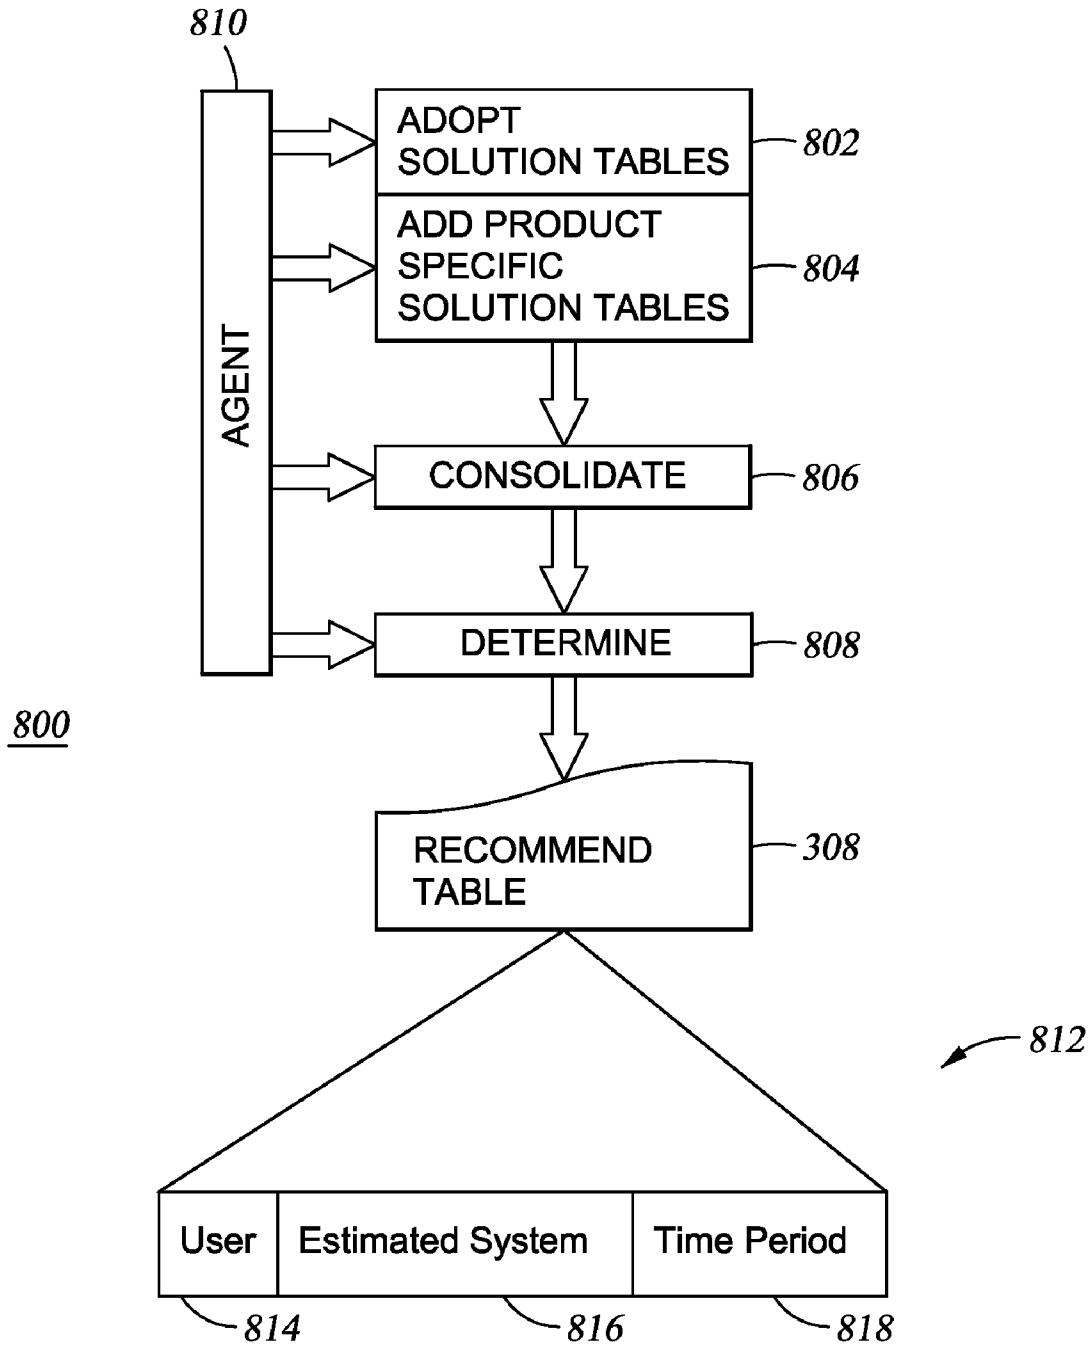 810
ADOPT
SOLUTION TABLES
802
ADD PRODUCT
SPECIFIC
SOLUTION TABLES
804
AGENT
CONSOLIDATE
806
DETERMINE
808
800
RECOMMEND
TABLE
308
812
User
Estimated System
Time Period
814
816
818